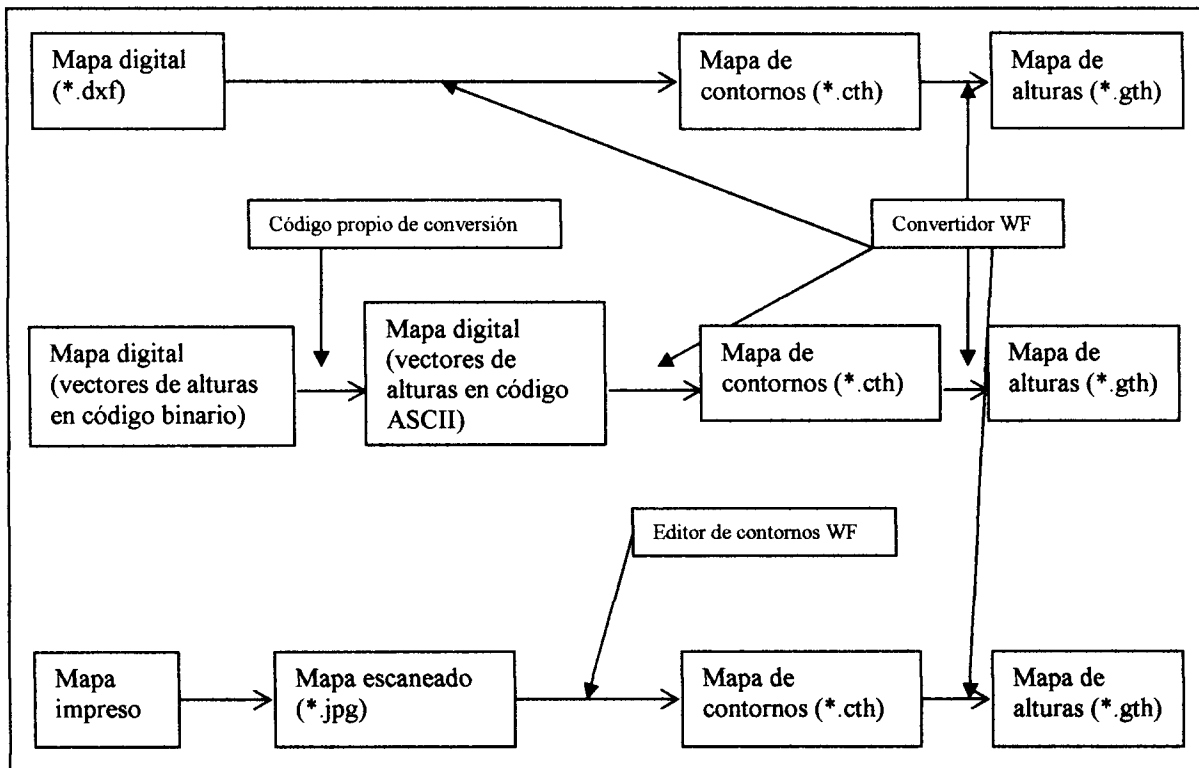 Mapa digital
(*.dxf)
Mapa de
contornos (*.cth)
Mapa de
alturas (*.gth)
Código propio de conversión
Convertidor WF
Mapa digital
(vectores de alturas
en código binario)
Mapa digital
(vectores de
alturas en código
ASCII)
Mapa de
contornos (*.cth)
Mapa de
alturas (*.gth)
Editor de contornos WF
Mapa
impreso
Mapa escaneado
(*.jpg)
Mapa de
contornos (*.cth)
Mapa de
alturas (*.gth)